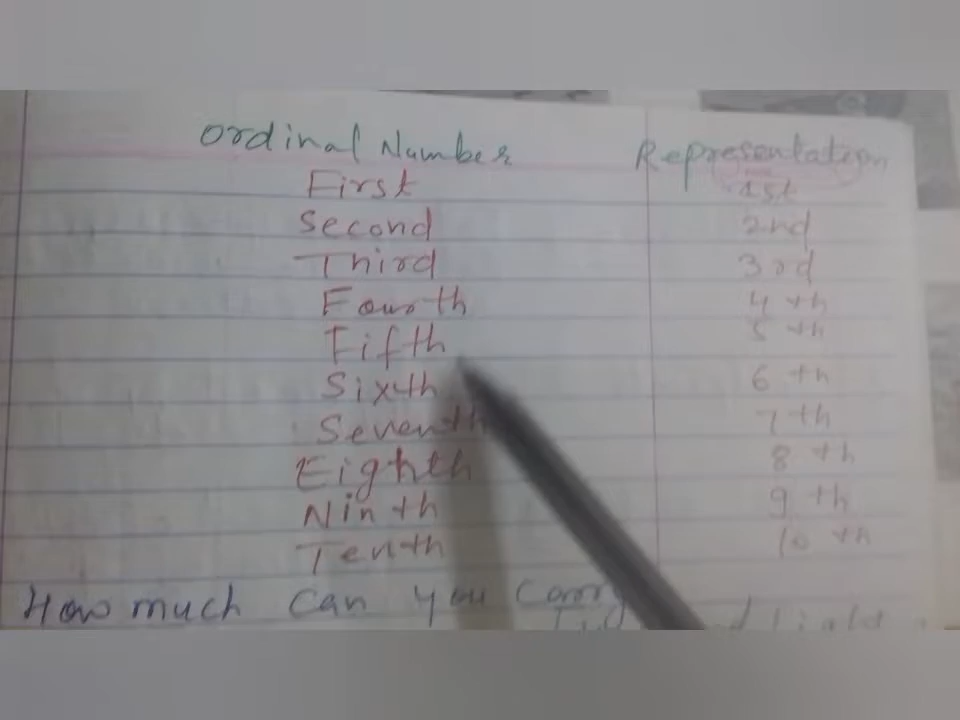 Ordinal Number Representation
First 1st
Second 2nd
Third 3rd
Fourth 4th
Fifth 5th
Sixth 6th
Seventh 7th
Eighth 8th
Ninth 9th
Tenth 10th
How much can you carry